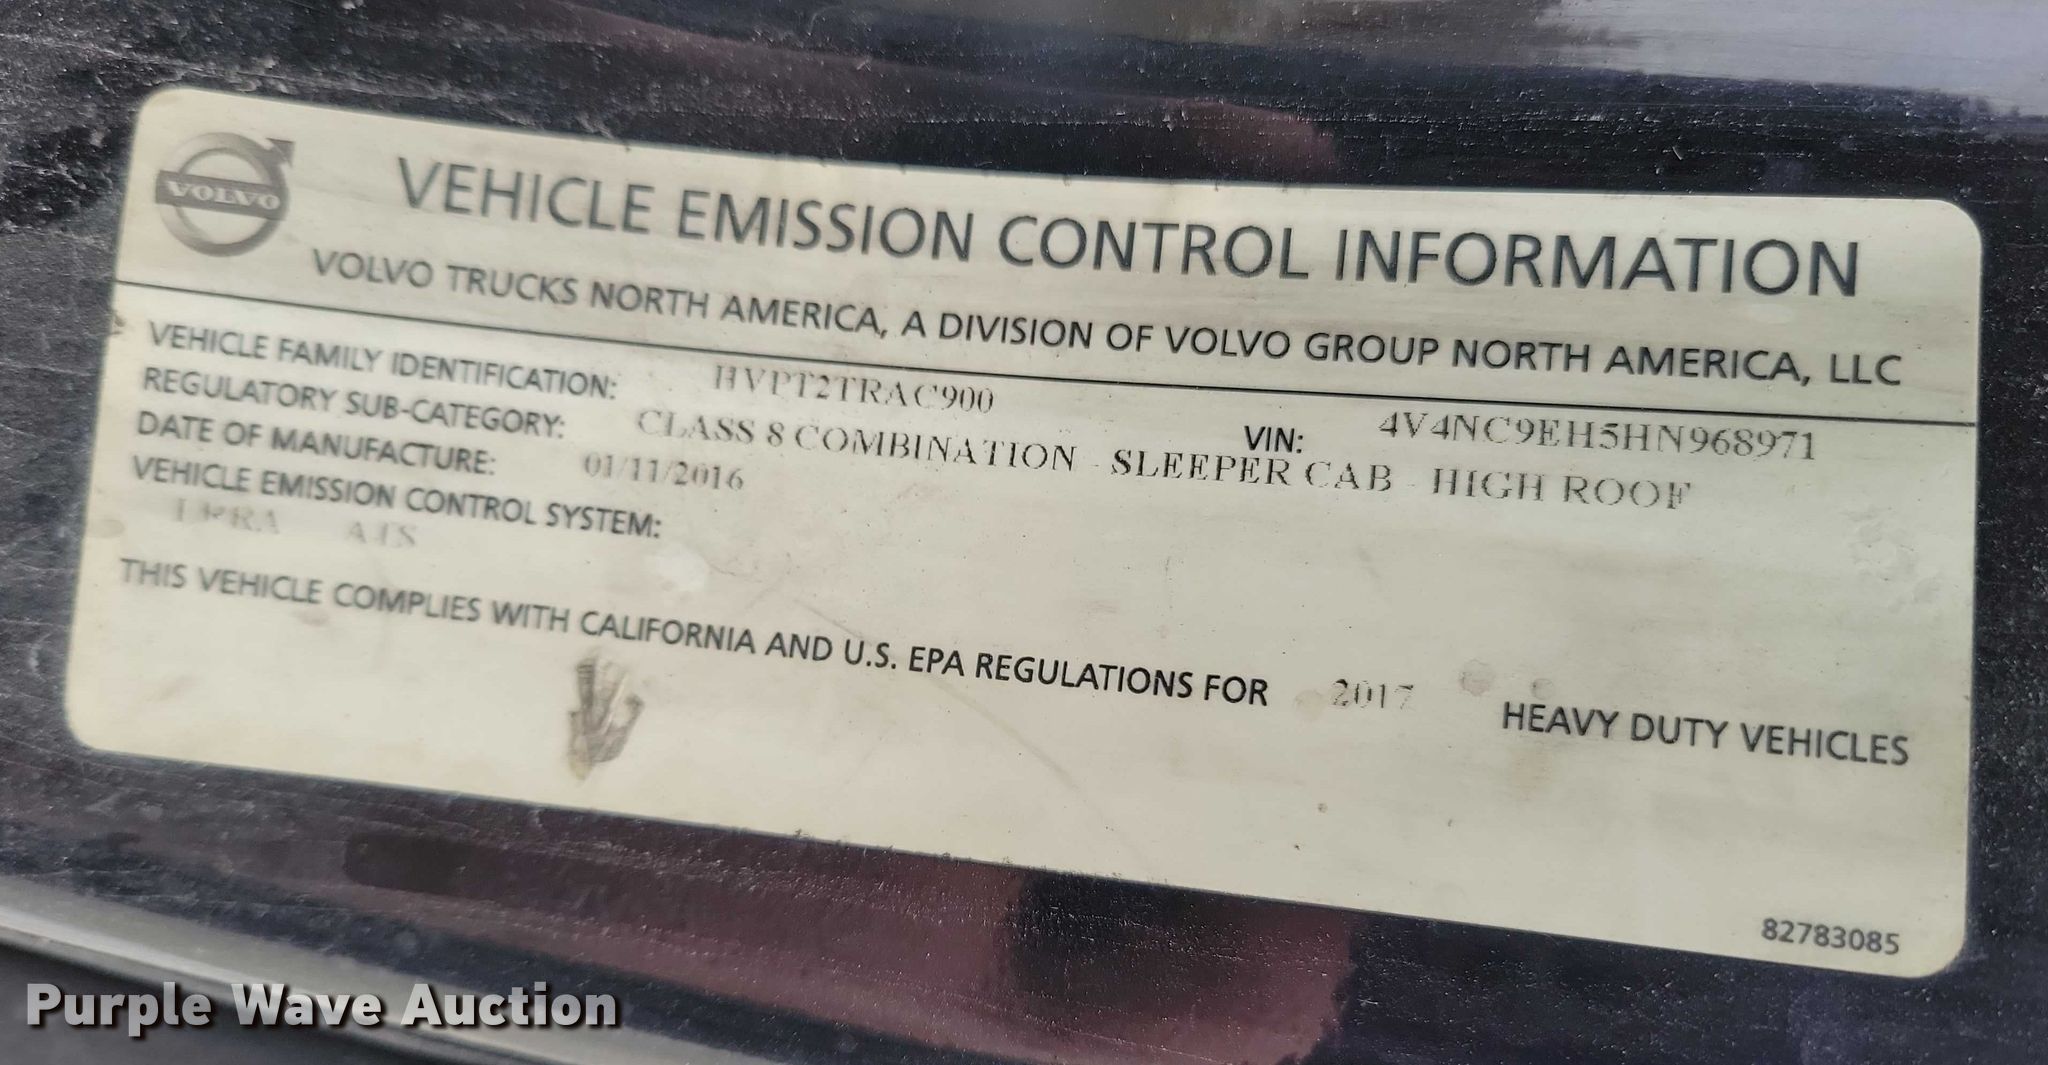 VOLVO
VEHICLE EMISSION CONTROL INFORMATION
VOLVO TRUCKS NORTH AMERICA, A DIVISION OF VOLVO GROUP NORTH AMERICA, LLC
VEHICLE FAMILY IDENTIFICATION: HVPT2TRAC900
VIN: 4V4NC9EH5HN968971
REGULATORY SUB-CATEGORY: CLASS 8 COMBINATION - SLEEPER CAB - HIGH ROOF
DATE OF MANUFACTURE: 01/11/2016
VEHICLE EMISSION CONTROL SYSTEM:
THIS VEHICLE COMPLIES WITH CALIFORNIA AND U.S. EPA REGULATIONS FOR 2017 HEAVY DUTY VEHICLES
82783085
Purple Wave Auction